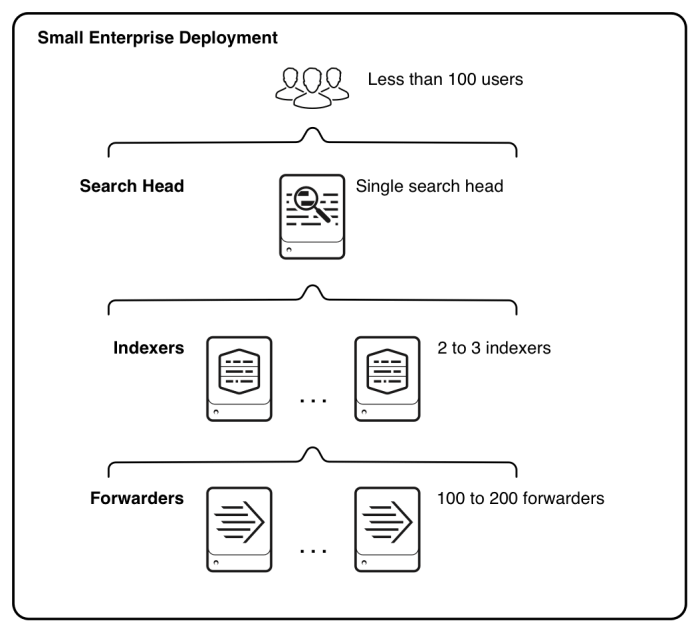 Small Enterprise Deployment
Less than 100 users
Search Head
Single search head
Indexers
2 to 3 indexers
...
Forwarders
100 to 200 forwarders
...